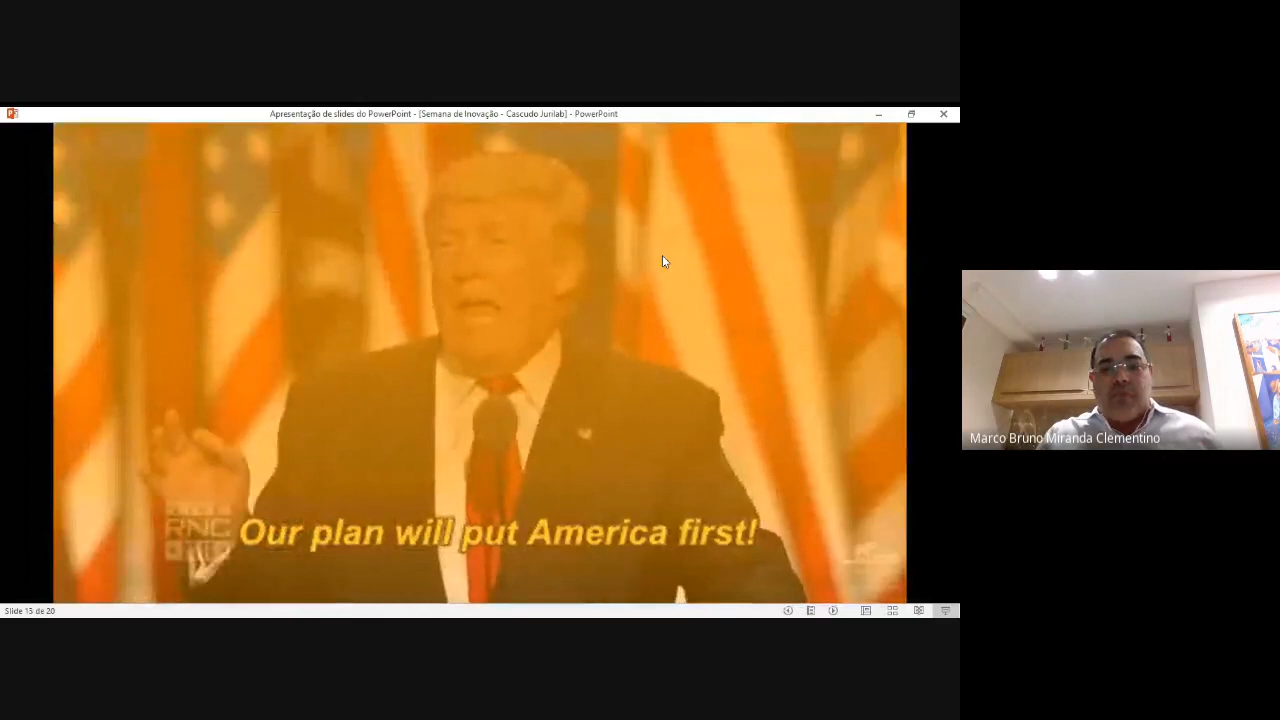 Apresentação de slides do PowerPoint - [Semana de Inovação - Cascudo Jurilab] - PowerPoint
RNC
Our plan will put America first!
Marco Bruno Miranda Clementino
Slide 15 de 20